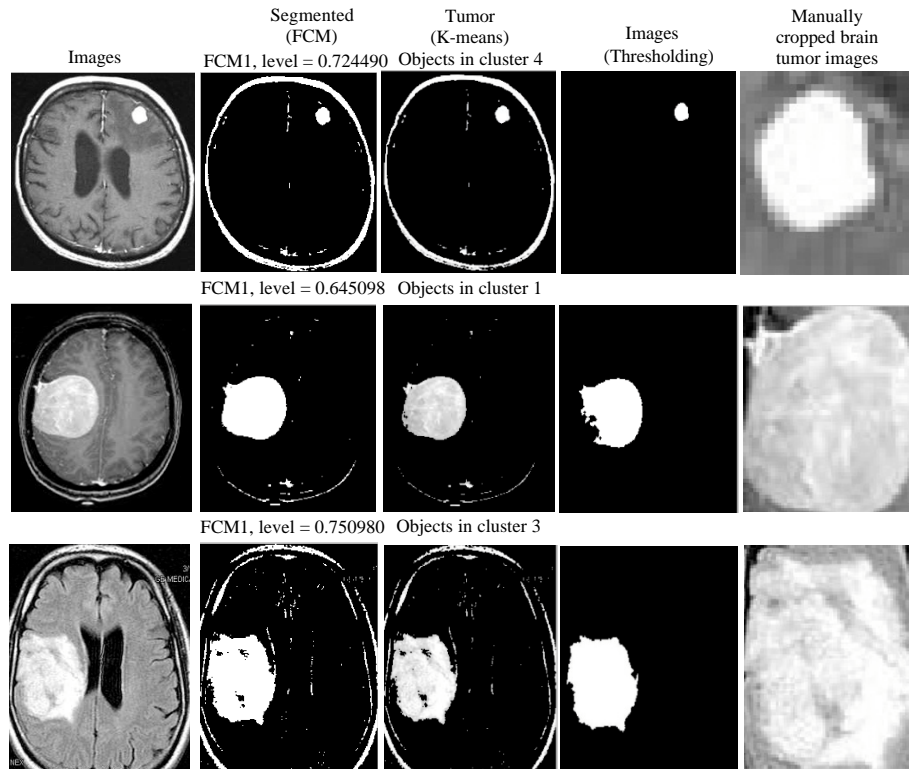 Images
Segmented
(FCM)
FCM1, level = 0.724490
Tumor
(K-means)
Objects in cluster 4
Images
(Thresholding)
Manually
cropped brain
tumor images
FCM1, level = 0.645098 Objects in cluster 1
FCM1, level = 0.750980 Objects in cluster 3
3/